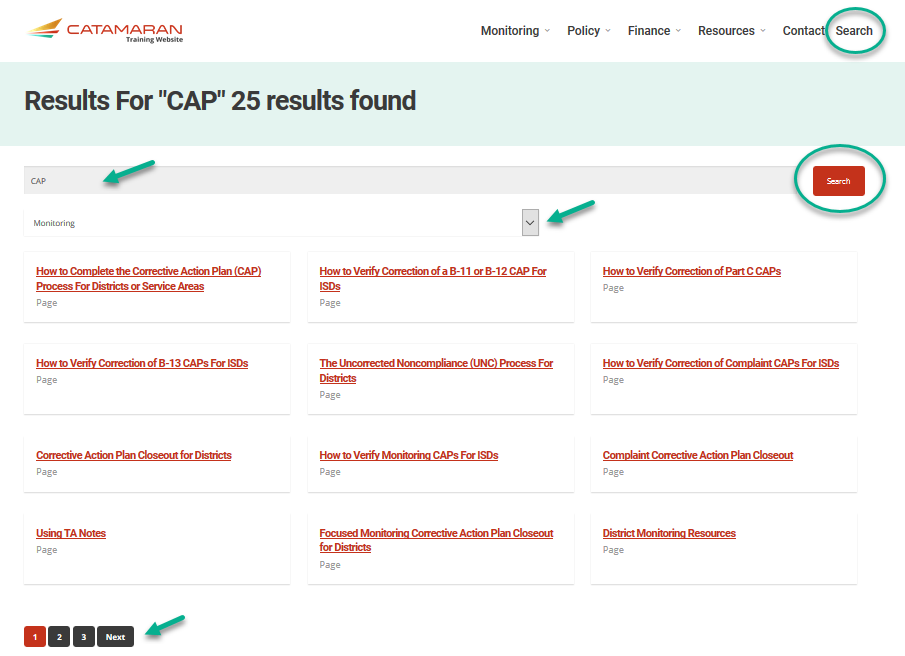 CATAMARAN
Training Website
Monitoring Policy Finance Resources Contact Search
Results For "CAP" 25 results found
CAP
Search
Monitoring
How to Complete the Corrective Action Plan (CAP)
Process For Districts or Service Areas
Page
How to Verify Correction of a B-11 or B-12 CAP For
ISDs
Page
How to Verify Correction of Part C CAPs
Page
How to Verify Correction of B-13 CAPs For ISDs
Page
The Uncorrected Noncompliance (UNC) Process For
Districts
Page
How to Verify Correction of Complaint CAPs For ISDs
Page
Corrective Action Plan Closeout for Districts
Page
How to Verify Monitoring CAPs For ISDs
Page
Complaint Corrective Action Plan Closeout
Page
Using TA Notes
Page
Focused Monitoring Corrective Action Plan Closeout
for Districts
Page
District Monitoring Resources
Page
1 2 3 Next